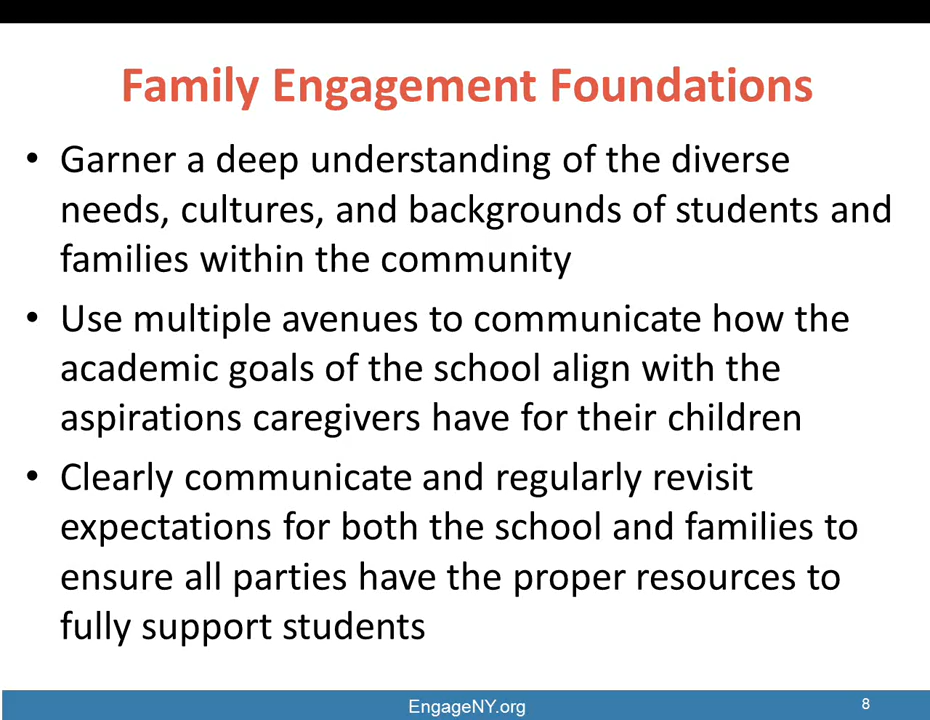 Family Engagement Foundations
• Garner a deep understanding of the diverse
needs, cultures, and backgrounds of students and
families within the community
• Use multiple avenues to communicate how the
academic goals of the school align with the
aspirations caregivers have for their children
• Clearly communicate and regularly revisit
expectations for both the school and families to
ensure all parties have the proper resources to
fully support students
EngageNY.org
8